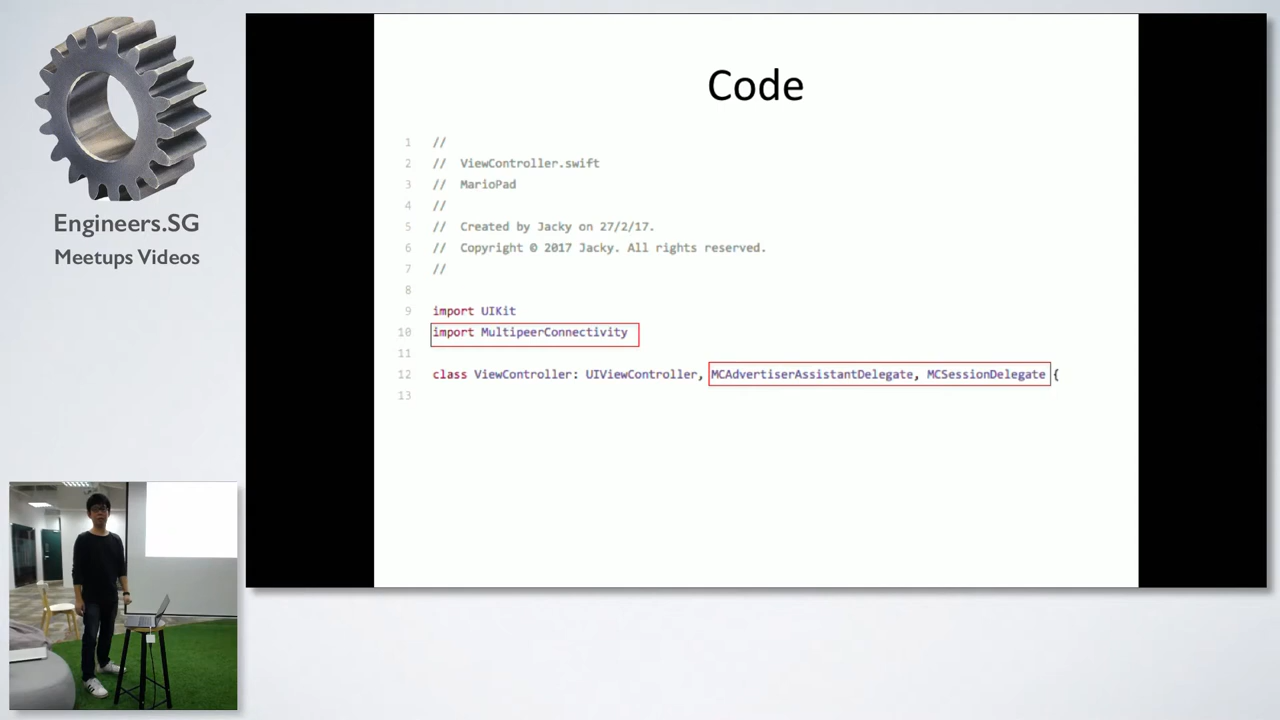 Engineers.SG
Meetups Videos
Code
1 //
2 // ViewController.swift
3 // MarioPad
4 //
5 // Created by Jacky on 27/2/17.
6 // Copyright © 2017 Jacky. All rights reserved.
7 //
8
9 import UIKit
10 import MultipeerConnectivity
11
12 class ViewController: UIViewController, MCAdvertiserAssistantDelegate, MCSessionDelegate {
13